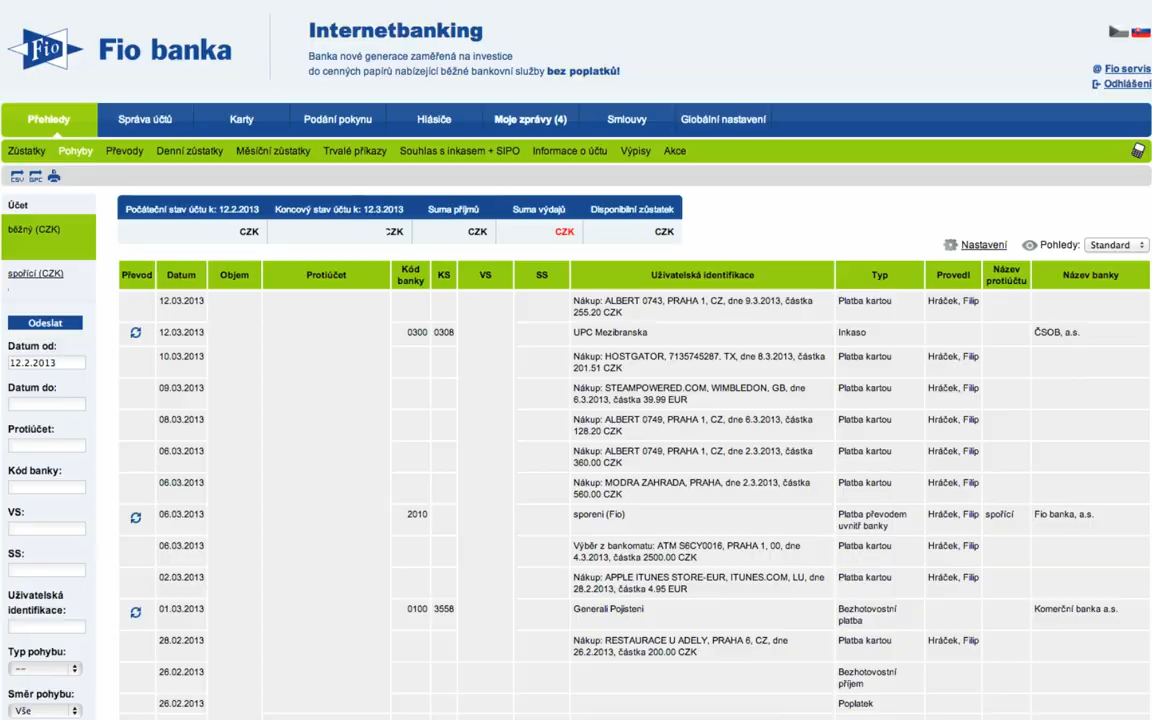 Fio Fio banka
Internetbanking
Banka nové generace zaměřená na investice
do cenných papírů nabízející běžné bankovní služby bez poplatků!
@ Fio servis
Odhlášení
Přehledy Správa účtů Karty Podání pokynu Hlásiče Moje zprávy (4) Smlouvy Globální nastavení
Zůstatky Pohyby Převody Denní zůstatky Měsíční zůstatky Trvalé příkazy Souhlas s inkasem + SIPO Informace o účtu Výpisy Akce
CSV GPC
Účet
běžný (CZK)
spořící (CZK)
Odeslat
Datum od:
12.2.2013
Datum do:
Protiúčet:
Kód banky:
VS:
SS:
Uživatelská
identifikace:
Typ pohybu:
--
Směr pohybu:
Vše
Počáteční stav účtu k: 12.2.2013 Koncový stav účtu k: 12.3.2013 Suma příjmů Suma výdajů Disponibilní zůstatek
CZK CZK CZK CZK CZK
Nastavení Pohledy: Standard
Převod Datum Objem Protiúčet Kód banky KS VS SS Uživatelská identifikace Typ Provedl Název protiúčtu Název banky
12.03.2013 Nákup: ALBERT 0743, PRAHA 1, CZ, dne 9.3.2013, částka Platba kartou Hráček, Filip
255.20 CZK
12.03.2013 0300 0308 UPC Mezibranska Inkaso ČSOB, a.s.
10.03.2013 Nákup: HOSTGATOR, 7135745287. TX, dne 8.3.2013, částka Platba kartou Hráček, Filip
201.51 CZK
09.03.2013 Nákup: STEAMPOWERED.COM, WIMBLEDON, GB, dne Platba kartou Hráček, Filip
6.3.2013, částka 39.99 EUR
08.03.2013 Nákup: ALBERT 0749, PRAHA 1, CZ, dne 6.3.2013, částka Platba kartou Hráček, Filip
128.20 CZK
06.03.2013 Nákup: ALBERT 0749, PRAHA 1, CZ, dne 2.3.2013, částka Platba kartou Hráček, Filip
360.00 CZK
06.03.2013 Nákup: MODRA ZAHRADA, PRAHA, dne 2.3.2013, částka Platba kartou Hráček, Filip
560.00 CZK
06.03.2013 2010 sporeni (Fio) Platba převodem Hráček, Filip spořící Fio banka, a.s.
uvnitř banky
06.03.2013 Výběr z bankomatu: ATM S6CY0016, PRAHA 1, 00, dne Platba kartou Hráček, Filip
4.3.2013, částka 2500.00 CZK
02.03.2013 Nákup: APPLE ITUNES STORE-EUR, ITUNES.COM, LU, dne Platba kartou Hráček, Filip
28.2.2013, částka 4.95 EUR
01.03.2013 0100 3558 Generali Pojisteni Bezhotovostní Komerční banka a.s.
platba
28.02.2013 Nákup: RESTAURACE U ADELY, PRAHA 6, CZ, dne Platba kartou Hráček, Filip
26.2.2013, částka 200.00 CZK
26.02.2013 Bezhotovostní
příjem
26.02.2013 Poplatek